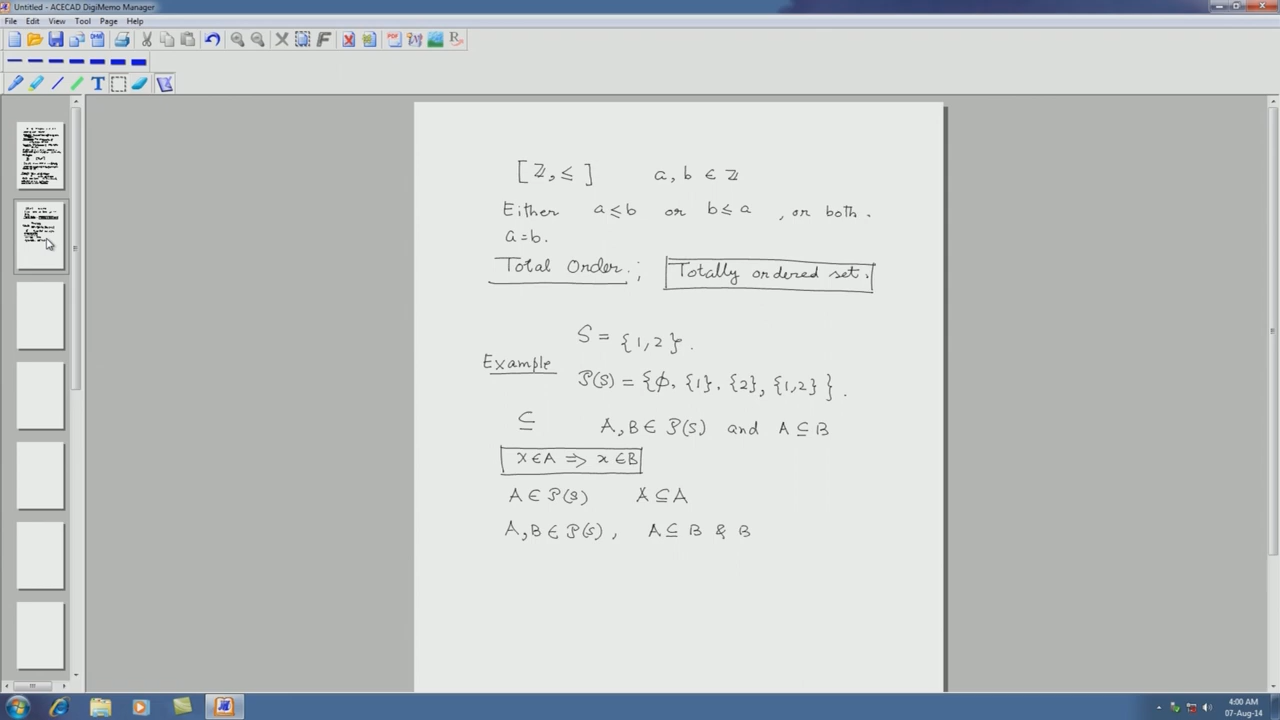 Untitled - ACECAD DigiMemo Manager
File Edit View Tool Page Help
[ℤ, ≤] a, b ∈ ℤ
Either a ≤ b or b ≤ a , or both.
a = b.
Total Order. ; Totally ordered set.
S = {1, 2}.
Example
𝒫(S) = {∅, {1}, {2}, {1,2}}.
⊆ A, B ∈ 𝒫(S) and A ⊆ B
x ∈ A ⇒ x ∈ B
A ∈ 𝒫(S) A ⊆ A
A, B ∈ 𝒫(S), A ⊆ B & B
4:00 AM
07-Aug-14